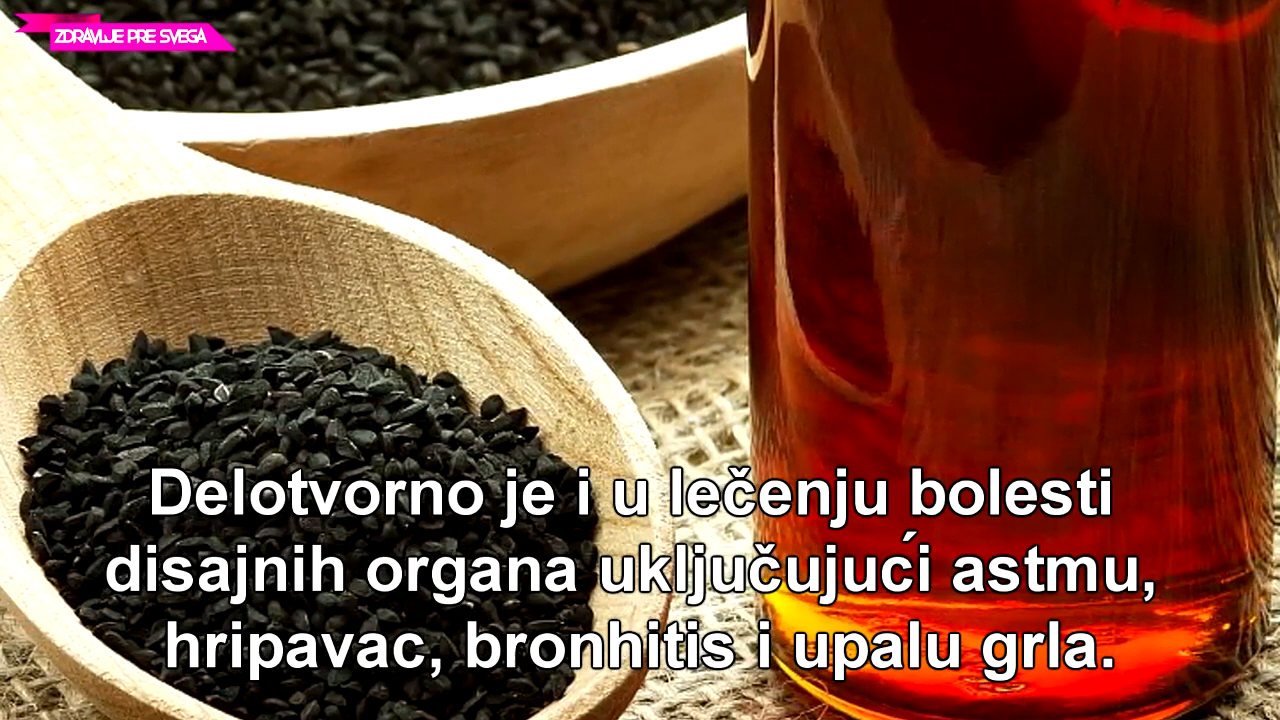 ZDRAVLJE PRE SVEGA
Delotvorno je i u lečenju bolesti
disajnih organa uključujući astmu,
hripavac, bronhitis i upalu grla.